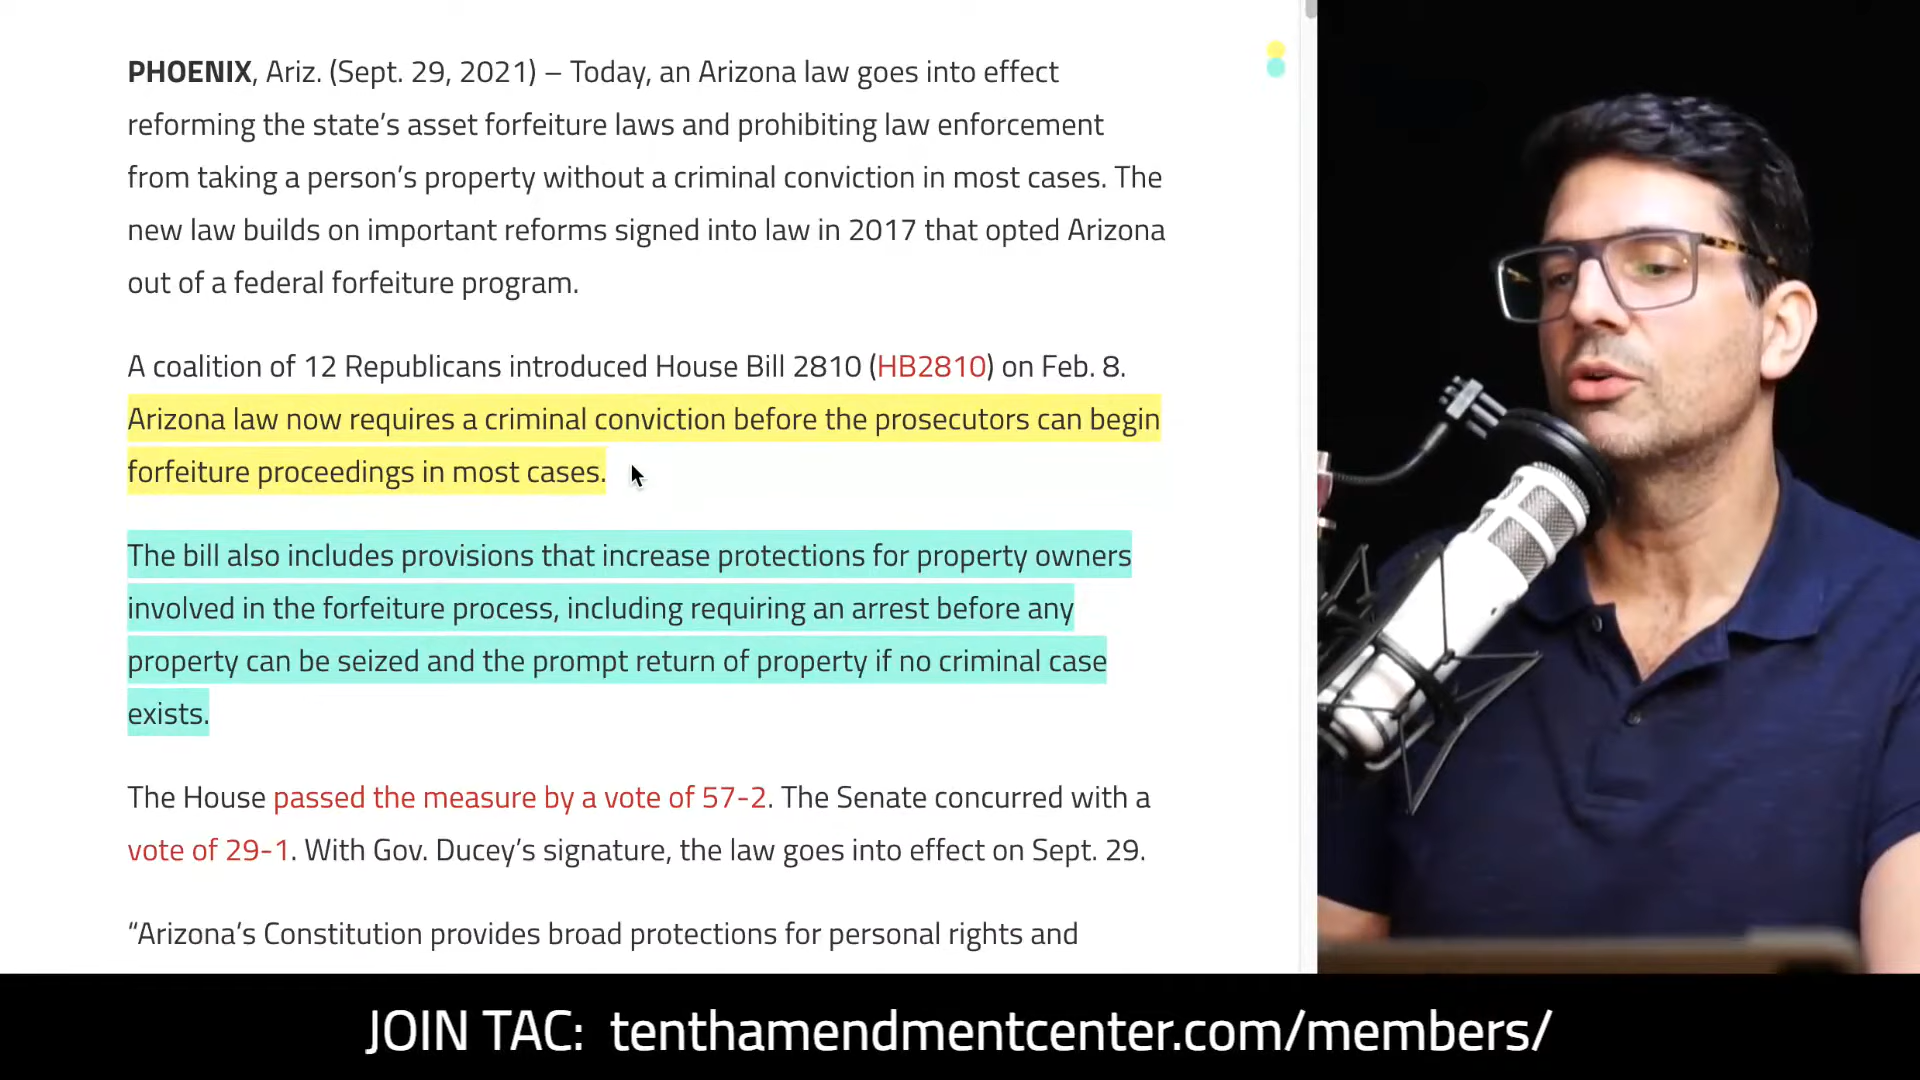 PHOENIX, Ariz. (Sept. 29, 2021) – Today, an Arizona law goes into effect
reforming the state’s asset forfeiture laws and prohibiting law enforcement
from taking a person’s property without a criminal conviction in most cases. The
new law builds on important reforms signed into law in 2017 that opted Arizona
out of a federal forfeiture program.
A coalition of 12 Republicans introduced House Bill 2810 (HB2810) on Feb. 8.
Arizona law now requires a criminal conviction before the prosecutors can begin
forfeiture proceedings in most cases.
The bill also includes provisions that increase protections for property owners
involved in the forfeiture process, including requiring an arrest before any
property can be seized and the prompt return of property if no criminal case
exists.
The House passed the measure by a vote of 57-2. The Senate concurred with a
vote of 29-1. With Gov. Ducey’s signature, the law goes into effect on Sept. 29.
“Arizona’s Constitution provides broad protections for personal rights and
JOIN TAC: tenthamendmentcenter.com/members/